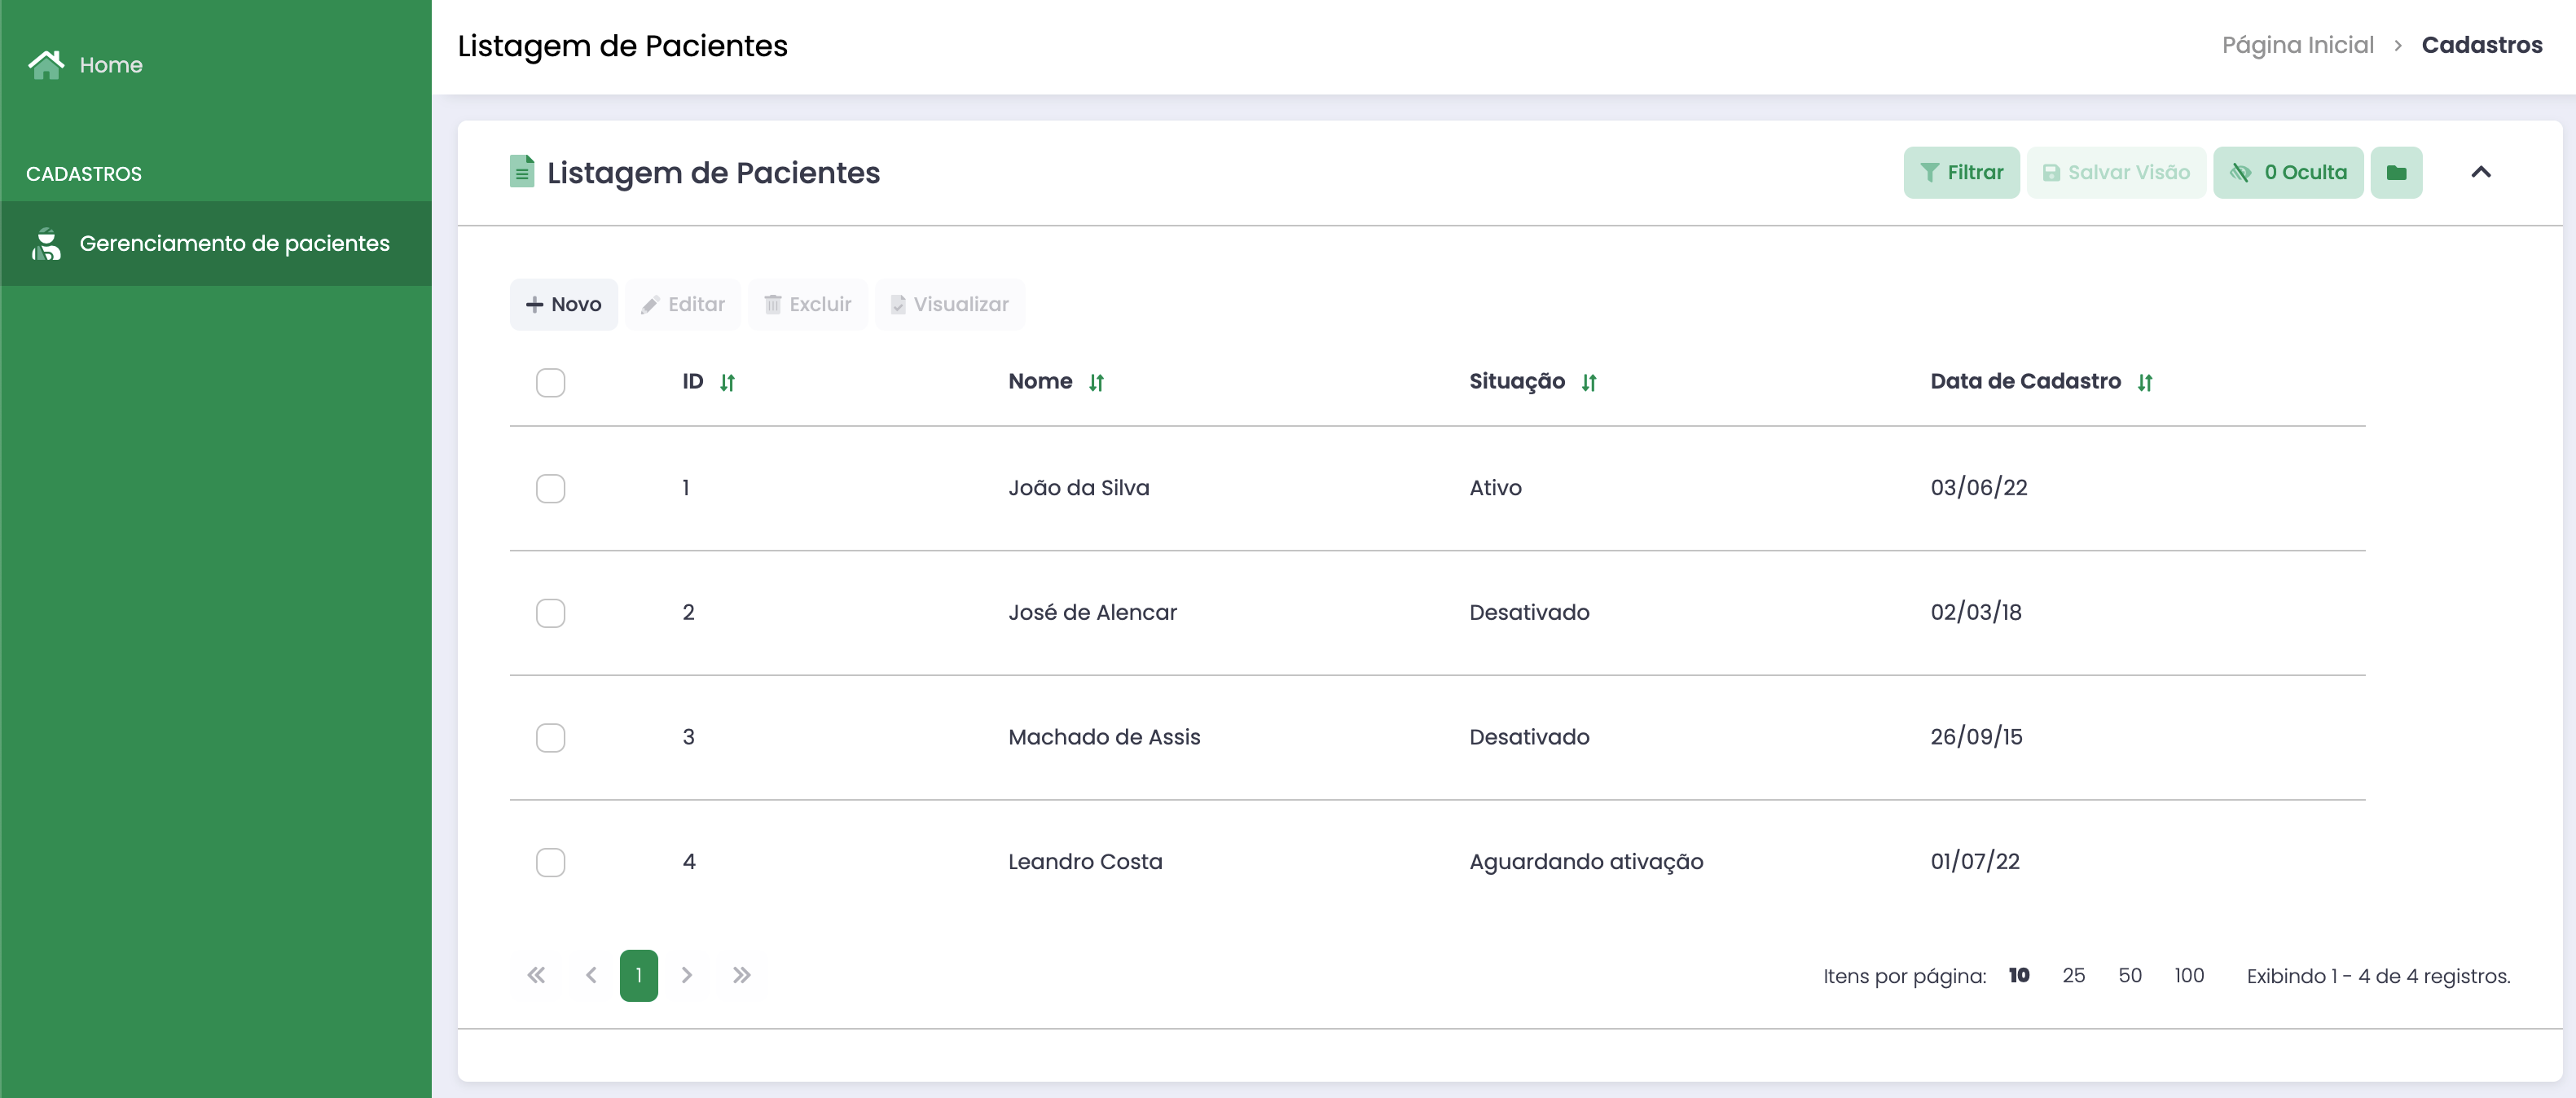 Home
CADASTROS
Gerenciamento de pacientes
Listagem de Pacientes
Página Inicial › Cadastros
Listagem de Pacientes
Filtrar Salvar Visão 0 Oculta
Novo Editar Excluir Visualizar
ID Nome Situação Data de Cadastro
1 João da Silva Ativo 03/06/22
2 José de Alencar Desativado 02/03/18
3 Machado de Assis Desativado 26/09/15
4 Leandro Costa Aguardando ativação 01/07/22
1 Itens por página: 10 25 50 100 Exibindo 1 - 4 de 4 registros.